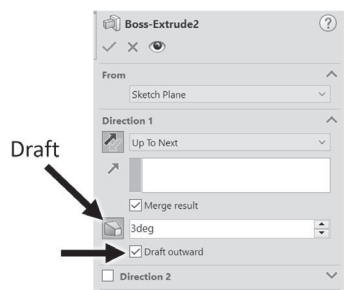 Boss-Extrude2
?
From
Sketch Plane
Direction 1
Up To Next
Draft
Merge result
3deg
Draft outward
Direction 2